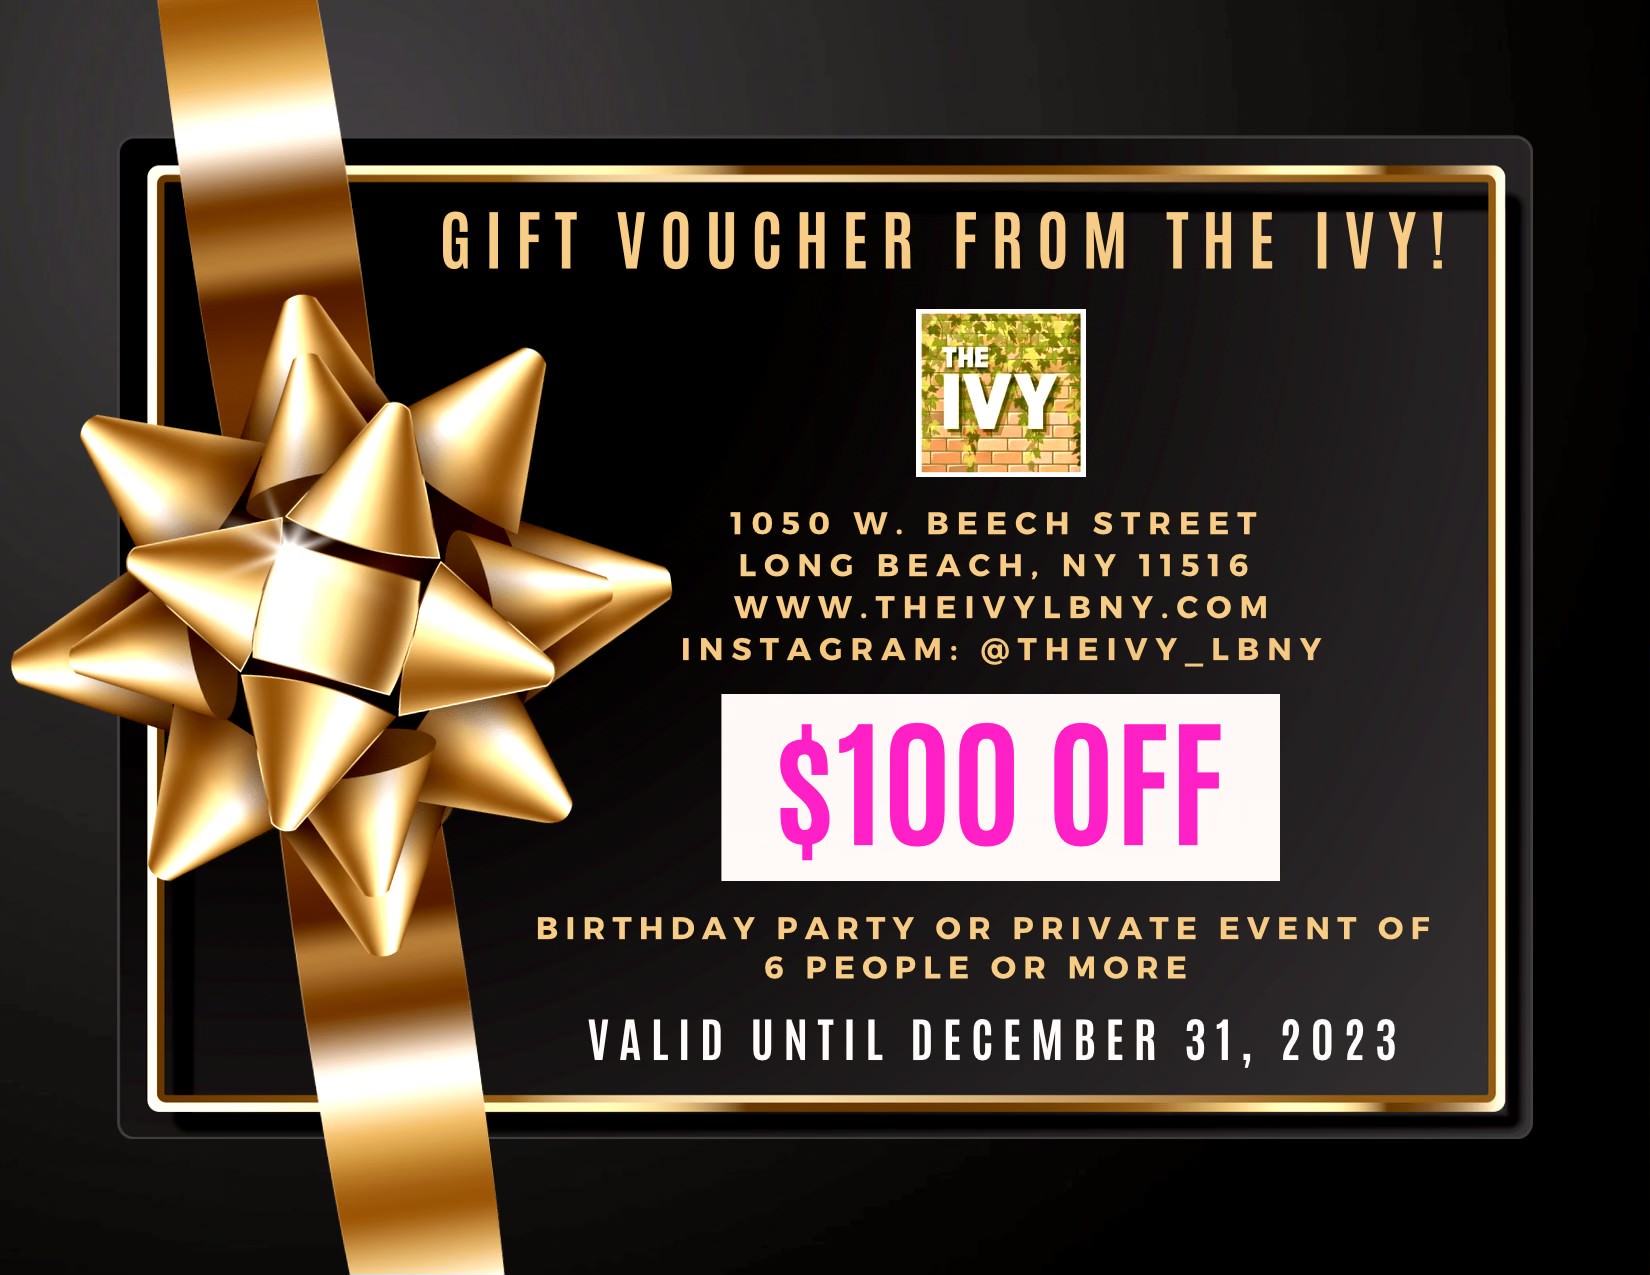 GIFT VOUCHER FROM THE IVY!
THE
IVY
1050 W. BEECH STREET
LONG BEACH, NY 11516
WWW.THEIVYLBNY.COM
INSTAGRAM: @THEIVY_LBNY
$100 OFF
BIRTHDAY PARTY OR PRIVATE EVENT OF
6 PEOPLE OR MORE
VALID UNTIL DECEMBER 31, 2023